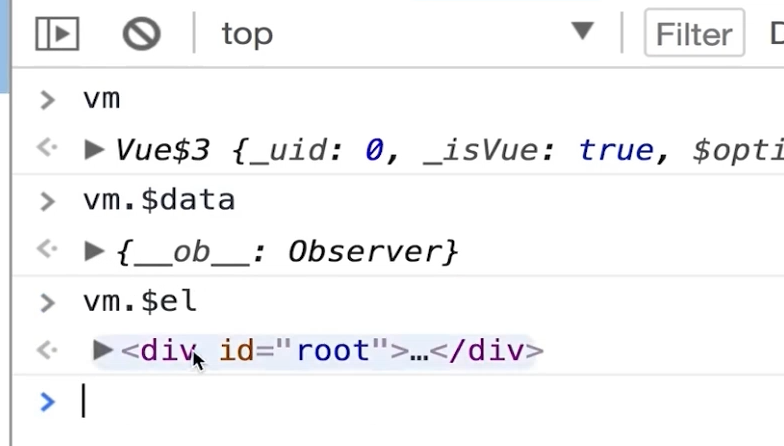 top Filter D
> vm
Vue$3 {_uid: 0, _isVue: true, $opti
> vm.$data
{__ob__: Observer}
> vm.$el
<div id="root">…</div>
>